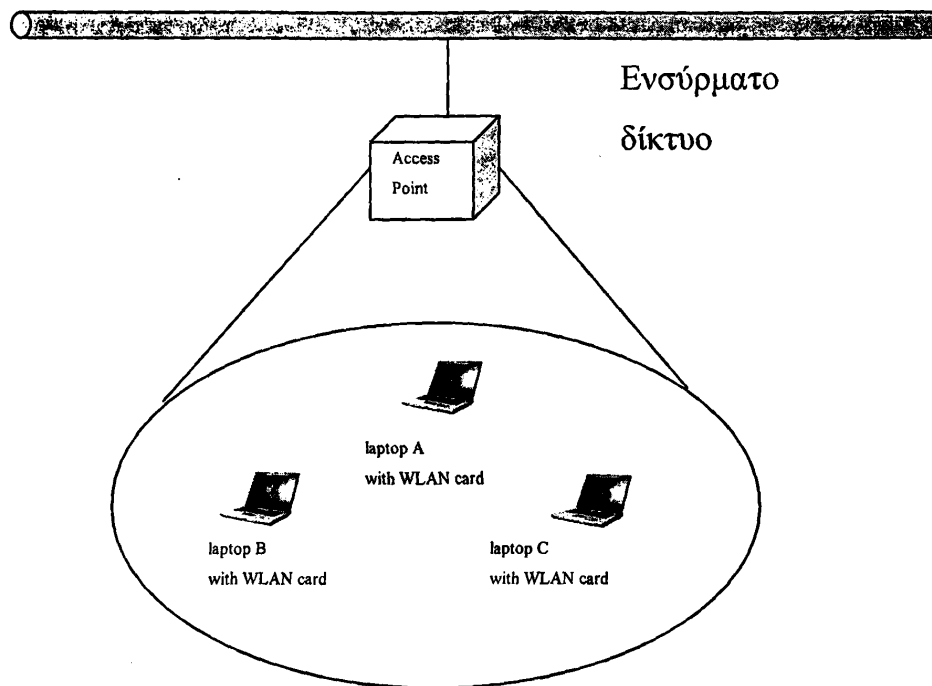 Ενσύρματο
δίκτυο
Access
Point
laptop A
with WLAN card
laptop B
with WLAN card
laptop C
with WLAN card